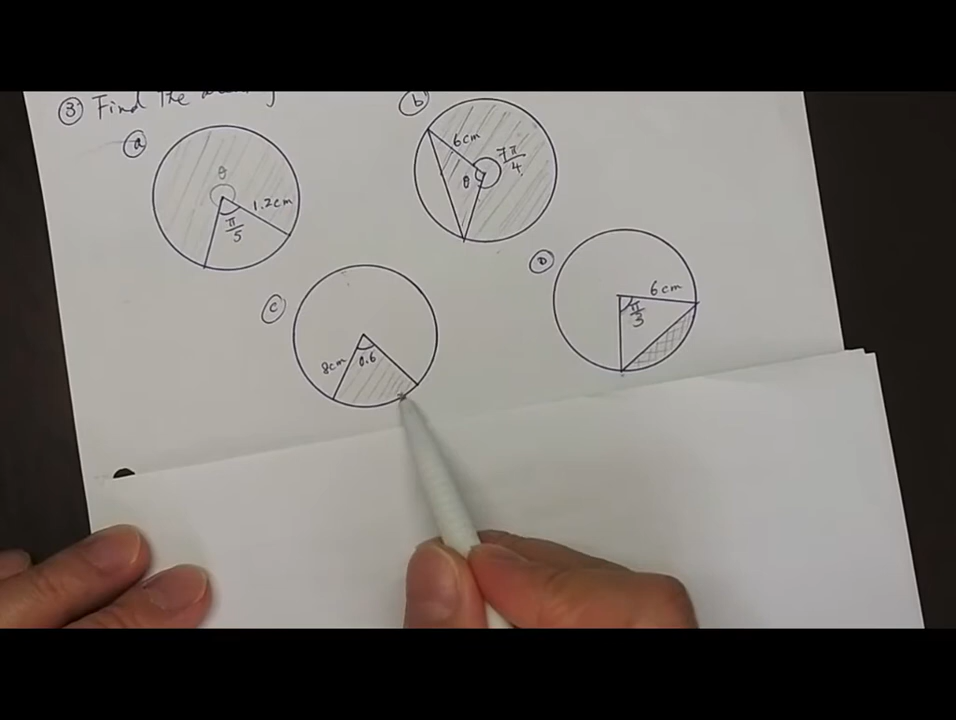 ③ Find The
ⓐ
θ
1.2cm
π/5
ⓑ
6cm
7π/4
θ
ⓒ
8cm
0.6
ⓓ
6cm
π/3